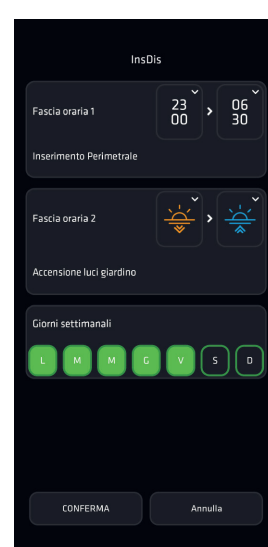 InsDis
Fascia oraria 1
23
00
>
06
30
Inserimento Perimetrale
Fascia oraria 2
>
Accensione luci giardino
Giorni settimanali
L M M G V S D
CONFERMA Annulla